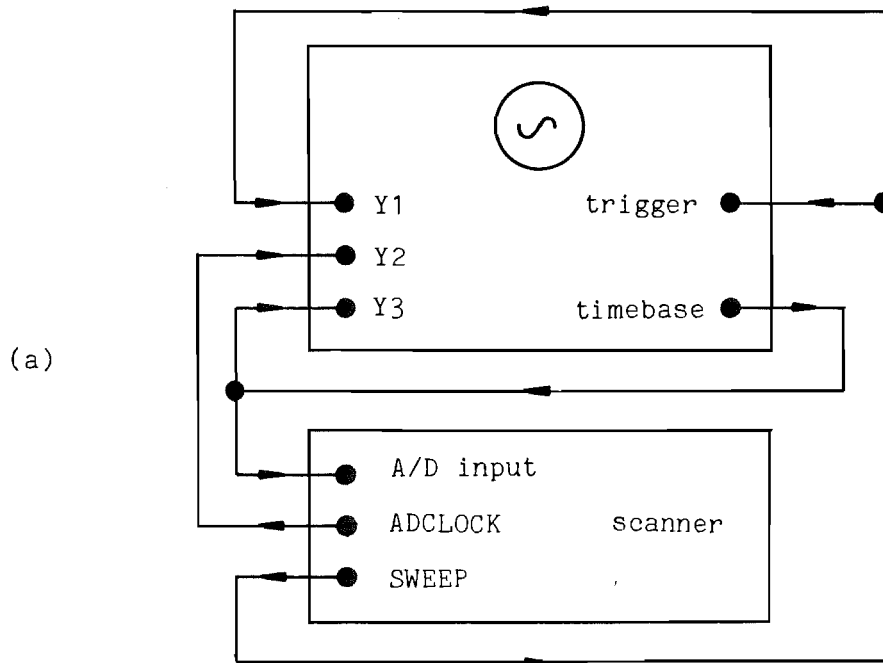 Y1
trigger
Y2
Y3
timebase
(a)
A/D input
ADCLOCK
scanner
SWEEP